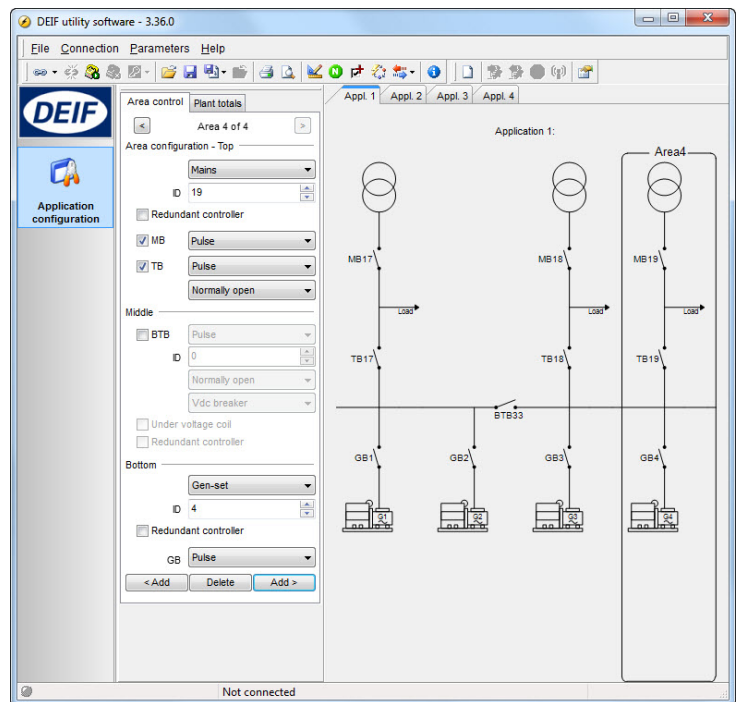 DEIF utility software - 3.36.0
File Connection Parameters Help
DEIF
Application
configuration
Area control Plant totals
< Area 4 of 4 >
Area configuration - Top
Mains
ID 19
Redundant controller
MB Pulse
TB Pulse
Normally open
Middle
BTB Pulse
ID 0
Normally open
Vdc breaker
Under voltage coil
Redundant controller
Bottom
Gen-set
ID 4
Redundant controller
GB Pulse
< Add Delete Add >
Appl. 1 Appl. 2 Appl. 3 Appl. 4
Application 1:
Area4
MB17 MB18 MB19
Load Load Load
TB17 TB18 TB19
BTB33
GB1 GB2 GB3 GB4
G1 G2 G3 G4
Not connected